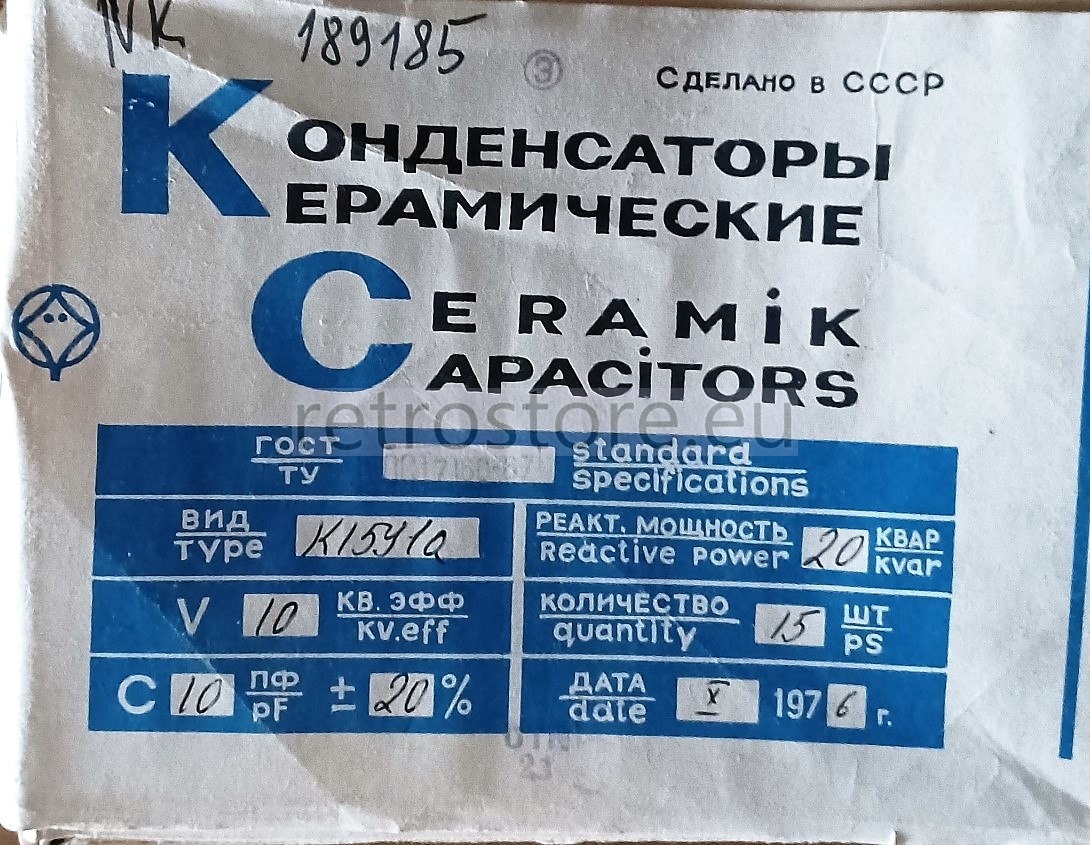 NK 189185
Э
Сделано в СССР
Конденсаторы
Керамические
CERAMiK
CAPACiTORS
retrostore.eu
ГОСТ
ТУ
standard
specifications
ВИД
Type
К15У1а
РЕАКТ. МОЩНОСТЬ
Reactive power
20
КВАР
kvar
V 10
КВ. ЭФФ
kv.eff
КОЛИЧЕСТВО
quantity
15
ШТ
ps
C 10
ПФ
pF
± 20 %
ДАТА
date
X
1976 г.